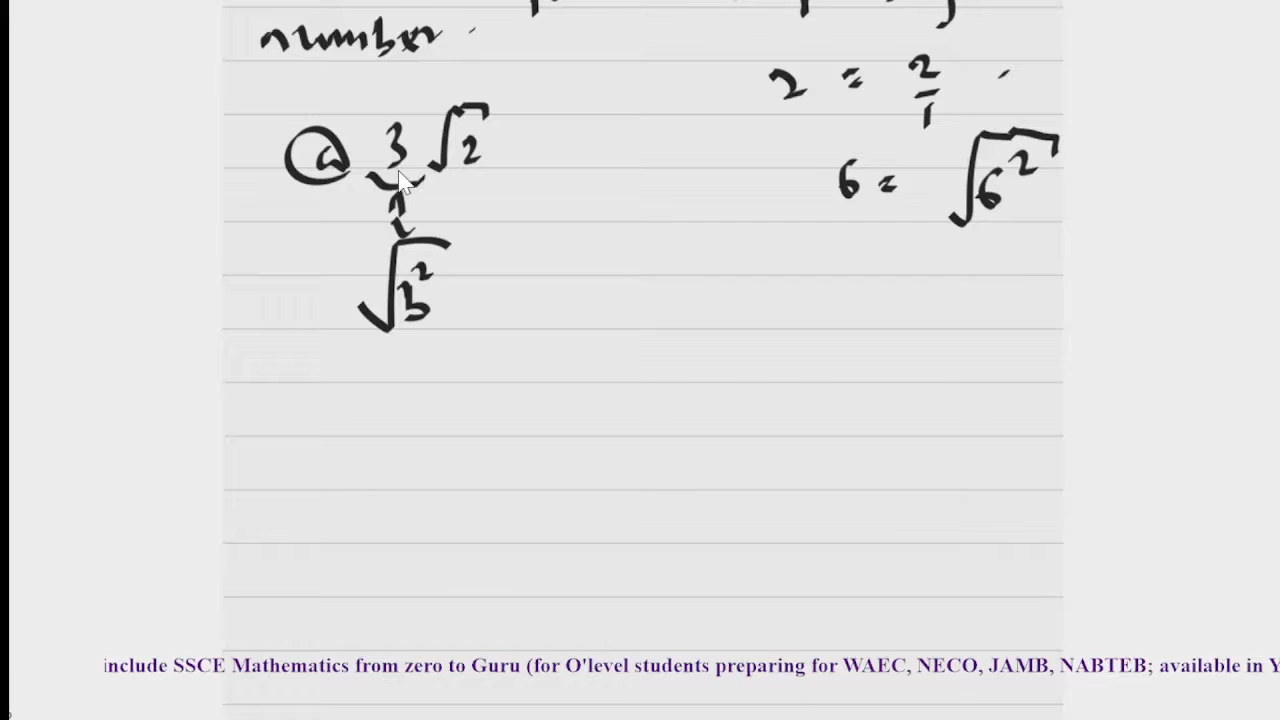 number.
2 = 2/1
ⓐ 3√2
6 = √6²
√3²
include SSCE Mathematics from zero to Guru (for O'level students preparing for WAEC, NECO, JAMB, NABTEB; available in Y